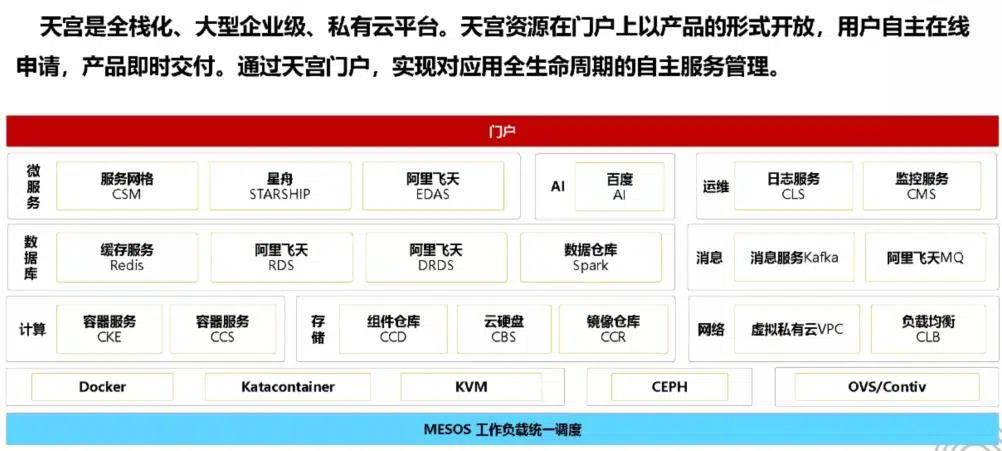 天宫是全栈化、大型企业级、私有云平台。天宫资源在门户上以产品的形式开放，用户自主在线
申请，产品即时交付。通过天宫门户，实现对应用全生命周期的自主服务管理。
门户
微服务
服务网格
CSM
星舟
STARSHIP
阿里飞天
EDAS
AI
百度
AI
运维
日志服务
CLS
监控服务
CMS
数据库
缓存服务
Redis
阿里飞天
RDS
阿里飞天
DRDS
数据仓库
Spark
消息
消息服务Kafka
阿里飞天MQ
计算
容器服务
CKE
容器服务
CCS
存储
组件仓库
CCD
云硬盘
CBS
镜像仓库
CCR
网络
虚拟私有云VPC
负载均衡
CLB
Docker
Katacontainer
KVM
CEPH
OVS/Contiv
MESOS 工作负载统一调度